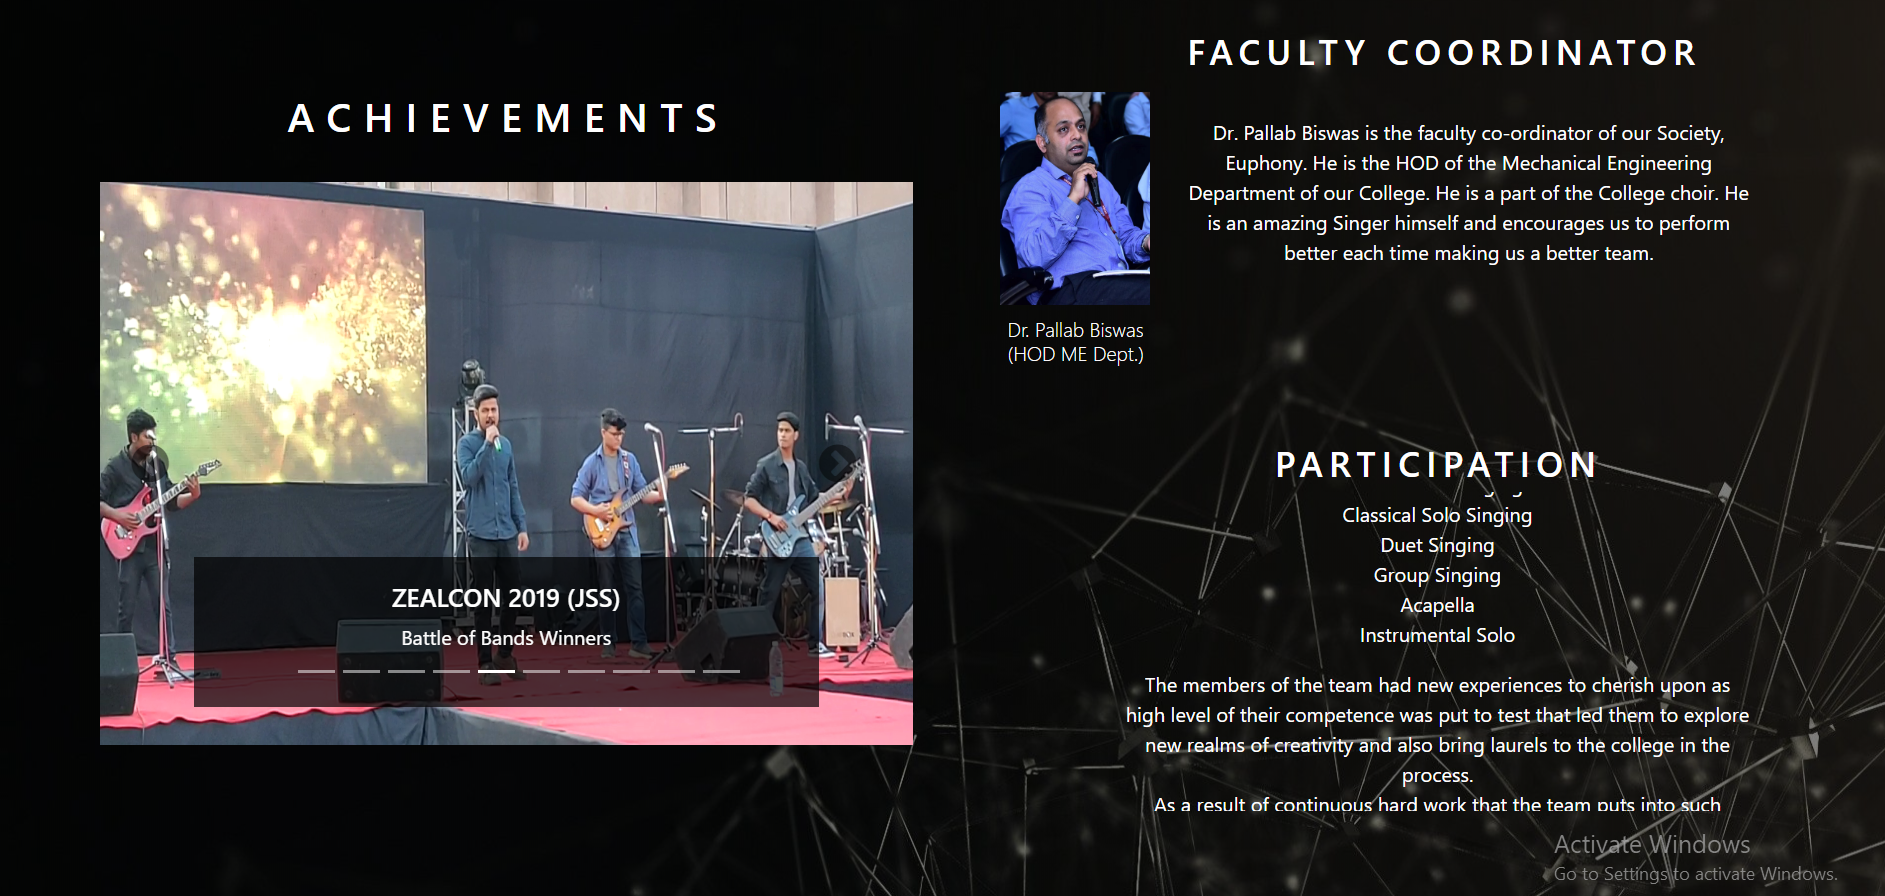 ACHIEVEMENTS
ZEALCON 2019 (JSS)
Battle of Bands Winners
FACULTY COORDINATOR
Dr. Pallab Biswas is the faculty co-ordinator of our Society,
Euphony. He is the HOD of the Mechanical Engineering
Department of our College. He is a part of the College choir. He
is an amazing Singer himself and encourages us to perform
better each time making us a better team.
Dr. Pallab Biswas
(HOD ME Dept.)
PARTICIPATION
Classical Solo Singing
Duet Singing
Group Singing
Acapella
Instrumental Solo
The members of the team had new experiences to cherish upon as
high level of their competence was put to test that led them to explore
new realms of creativity and also bring laurels to the college in the
process.
As a result of continuous hard work that the team puts into such
Activate Windows
Go to Settings to activate Windows.